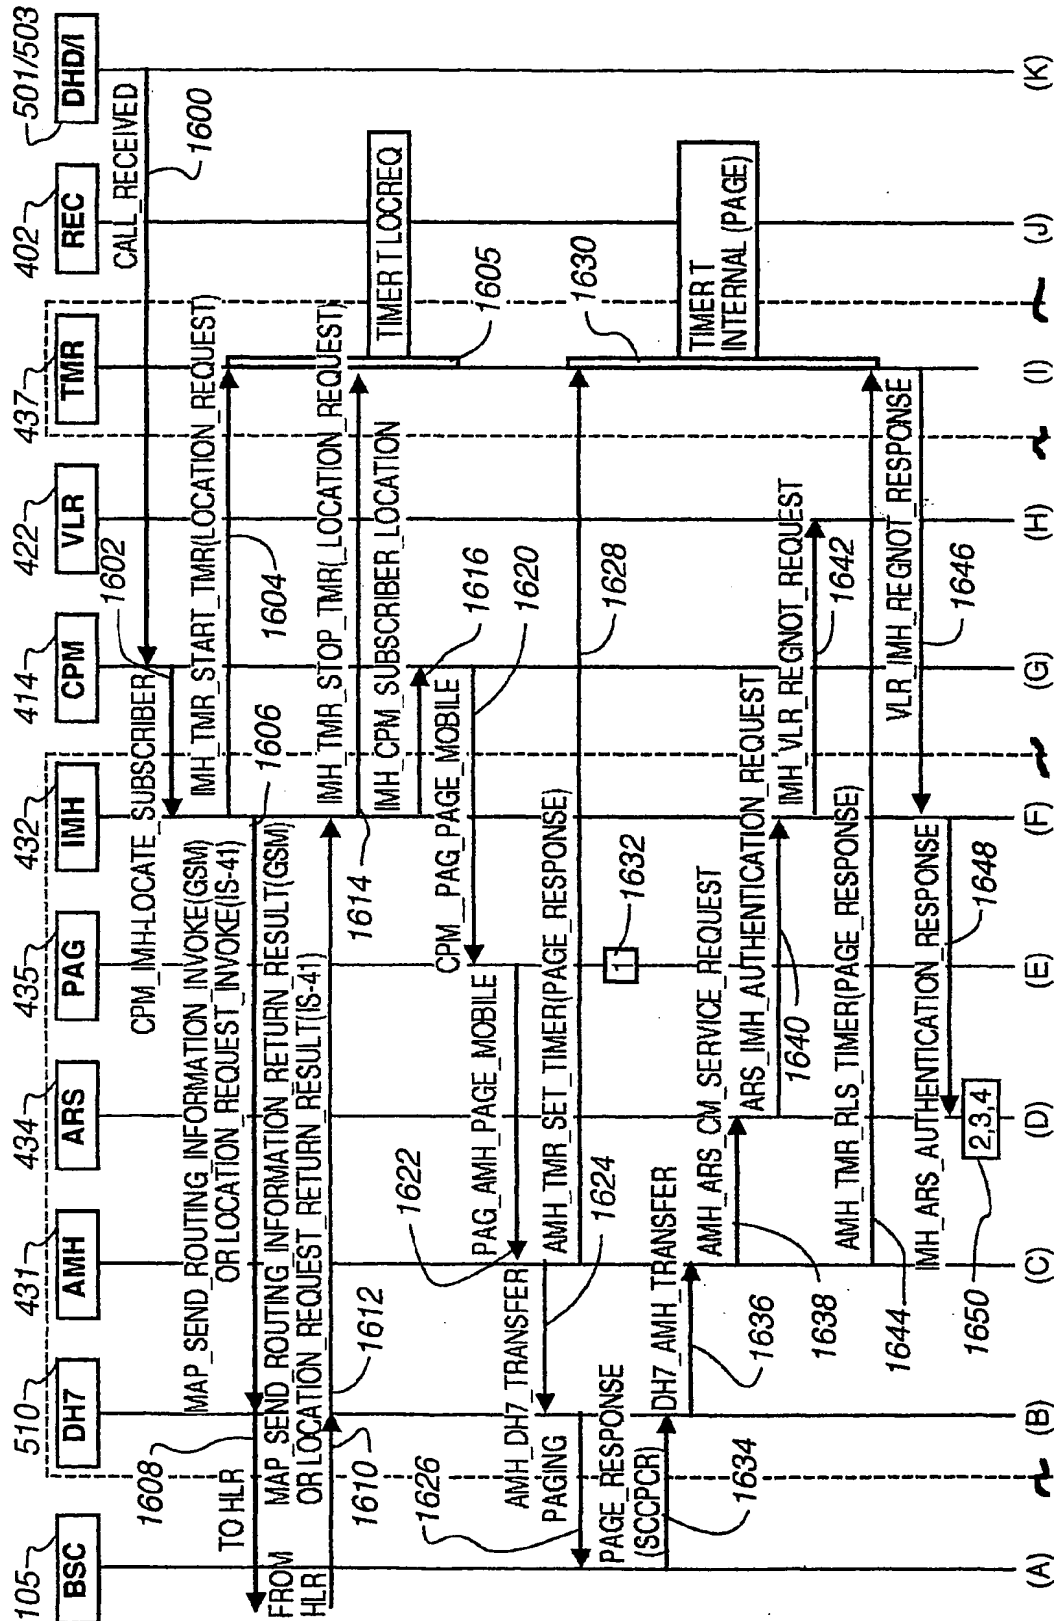 105
BSC
510
DH7
431
AMH
434
ARS
435
PAG
432
IMH
414
CPM
422
VLR
437
TMR
402
REC
501/503
DHD/I
CALL_RECEIVED
1600
1602
CPM_IMH-LOCATE_SUBSCRIBER
IMH_TMR_START_TMR(LOCATION_REQUEST)
1604
1605
TIMER T LOCREQ
MAP_SEND_ROUTING_INFORMATION_INVOKE(GSM)
OR LOCATION_REQUEST_INVOKE(IS-41)
1606
1608
TO HLR
FROM
HLR
MAP_SEND_ROUTING_INFORMATION_RETURN_RESULT(GSM)
OR LOCATION_REQUEST_RETURN_RESULT(IS-41)
1610
1612
IMH_TMR_STOP_TMR(_LOCATION_REQUEST)
1614
IMH_CPM_SUBSCRIBER_LOCATION
1616
CPM_PAG_PAGE_MOBILE
1620
PAG_AMH_PAGE_MOBILE
1622
AMH_DH7_TRANSFER
1624
PAGING
1626
AMH_TMR_SET_TIMER(PAGE_RESPONSE)
1628
1630
TIMER T
INTERNAL (PAGE)
1
1632
PAGE_RESPONSE
(SCCPCR)
1634
DH7_AMH_TRANSFER
1636
AMH_ARS_CM_SERVICE_REQUEST
1638
ARS_IMH_AUTHENTICATION_REQUEST
1640
IMH_VLR_REGNOT_REQUEST
1642
AMH_TMR_RLS_TIMER(PAGE_RESPONSE)
1644
VLR_IMH_REGNOT_RESPONSE
1646
IMH_ARS_AUTHENTICATION_RESPONSE
1648
2,3,4
1650
(A)
(B)
(C)
(D)
(E)
(F)
(G)
(H)
(I)
(J)
(K)